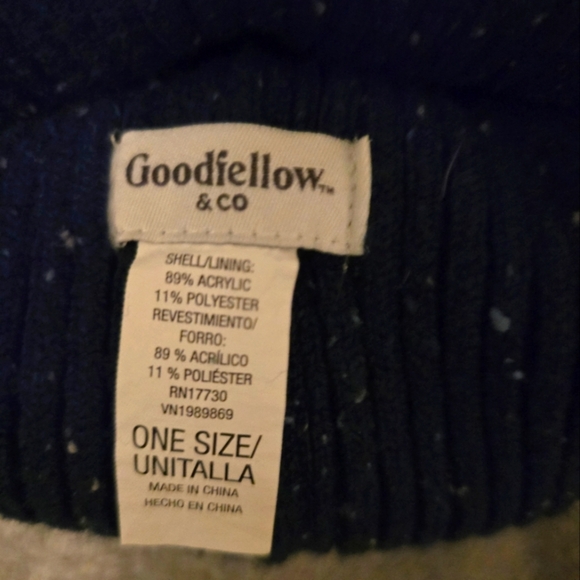 Goodfellow™
& CO
SHELL/LINING:
89% ACRYLIC
11% POLYESTER
REVESTIMIENTO/
FORRO:
89 % ACRÍLICO
11 % POLIÉSTER
RN17730
VN1989869
ONE SIZE/
UNITALLA
MADE IN CHINA
HECHO EN CHINA